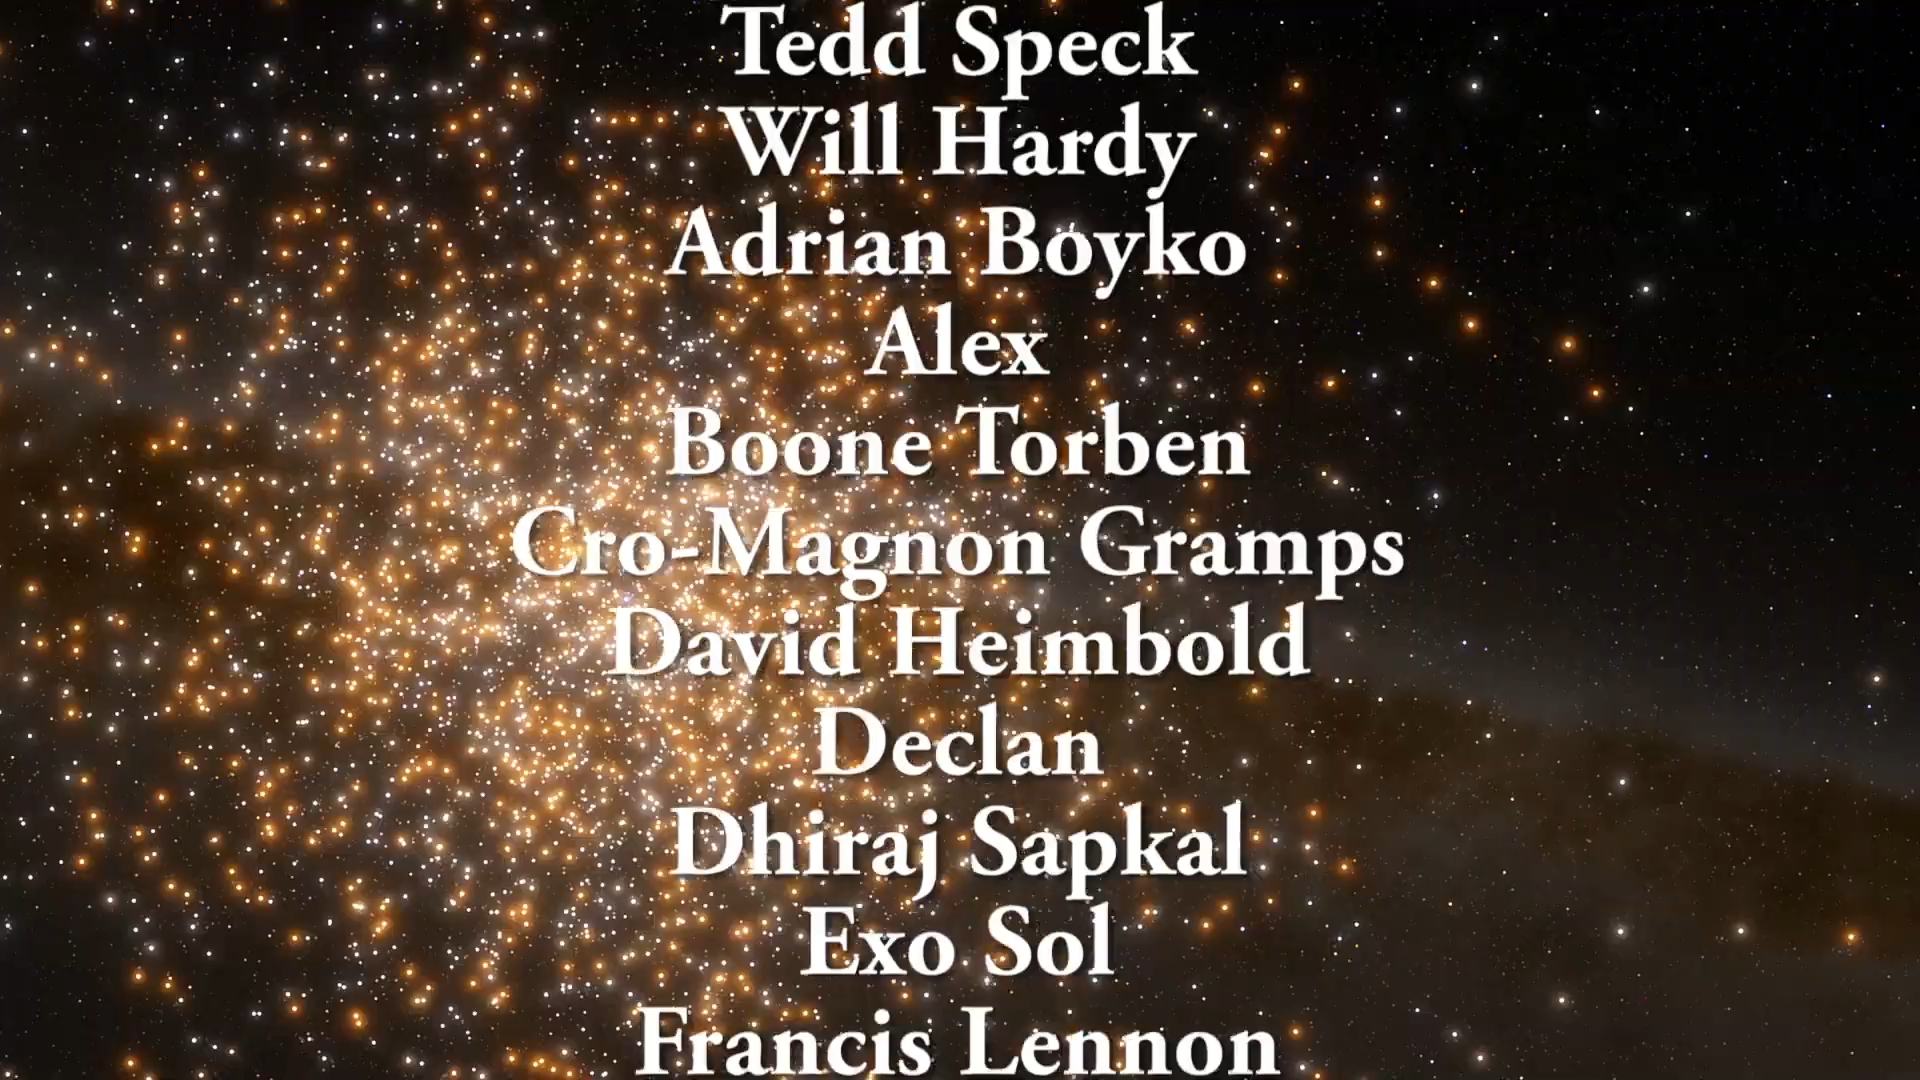 Tedd Speck
Will Hardy
Adrian Boyko
Alex
Boone Torben
Cro-Magnon Gramps
David Heimbold
Declan
Dhiraj Sapkal
Exo Sol
Francis Lennon